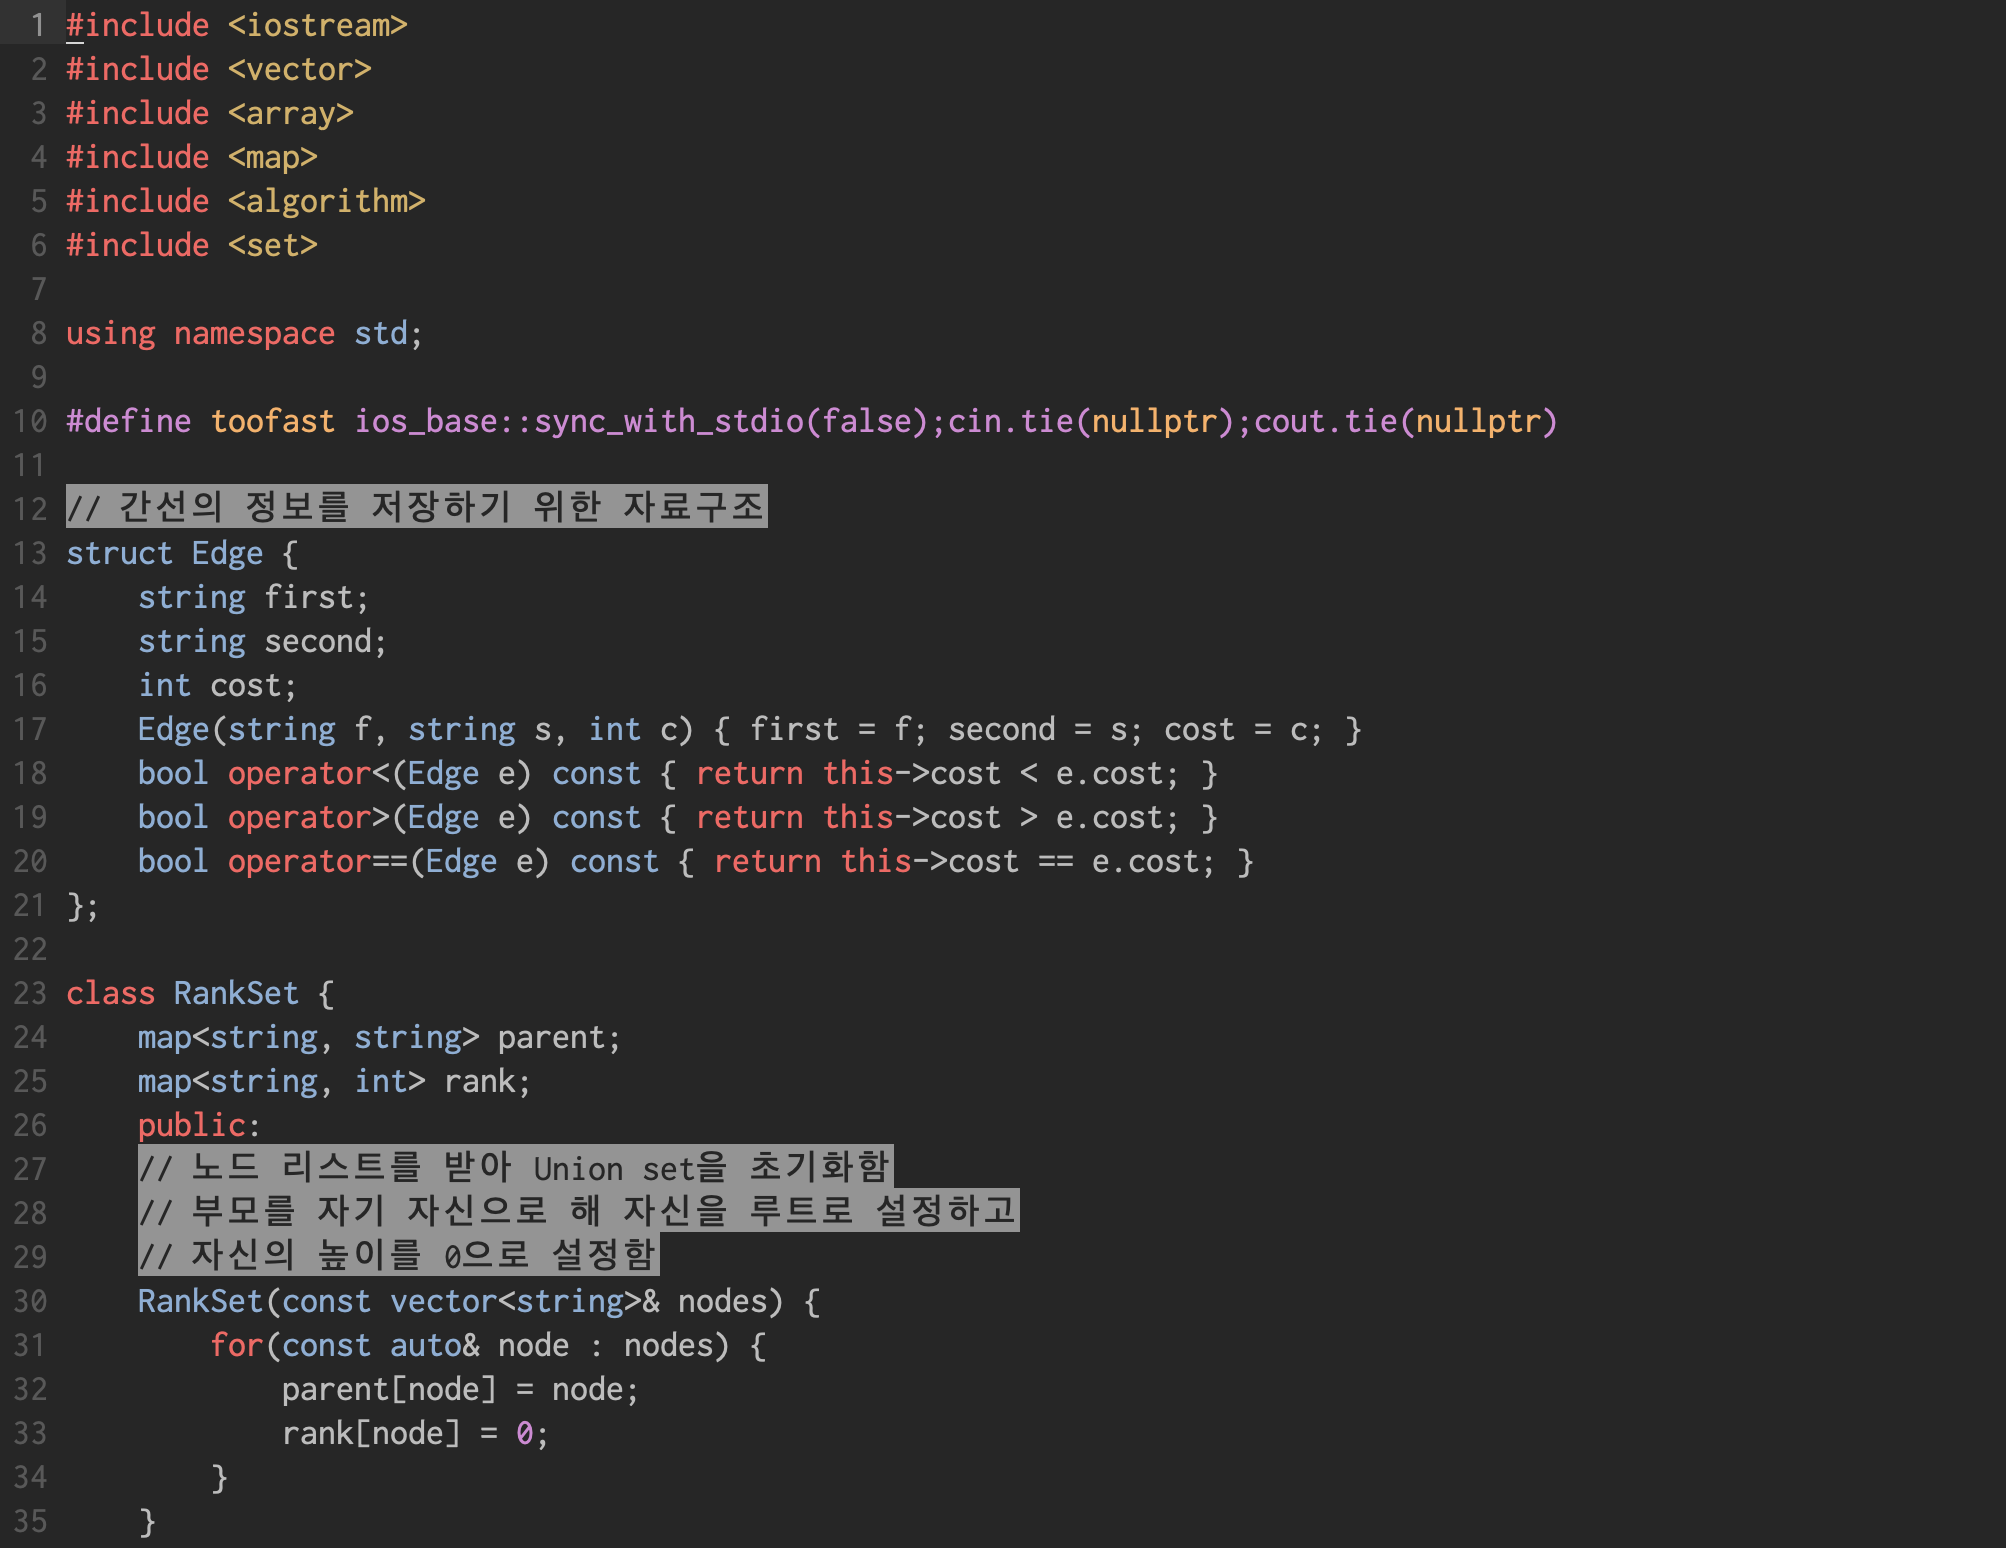 1 #include <iostream>
2 #include <vector>
3 #include <array>
4 #include <map>
5 #include <algorithm>
6 #include <set>
7
8 using namespace std;
9
10 #define toofast ios_base::sync_with_stdio(false);cin.tie(nullptr);cout.tie(nullptr)
11
12 // 간선의 정보를 저장하기 위한 자료구조
13 struct Edge {
14     string first;
15     string second;
16     int cost;
17     Edge(string f, string s, int c) { first = f; second = s; cost = c; }
18     bool operator<(Edge e) const { return this->cost < e.cost; }
19     bool operator>(Edge e) const { return this->cost > e.cost; }
20     bool operator==(Edge e) const { return this->cost == e.cost; }
21 };
22
23 class RankSet {
24     map<string, string> parent;
25     map<string, int> rank;
26     public:
27     // 노드 리스트를 받아 Union set을 초기화함
28     // 부모를 자기 자신으로 해 자신을 루트로 설정하고
29     // 자신의 높이를 0으로 설정함
30     RankSet(const vector<string>& nodes) {
31         for(const auto& node : nodes) {
32             parent[node] = node;
33             rank[node] = 0;
34         }
35     }